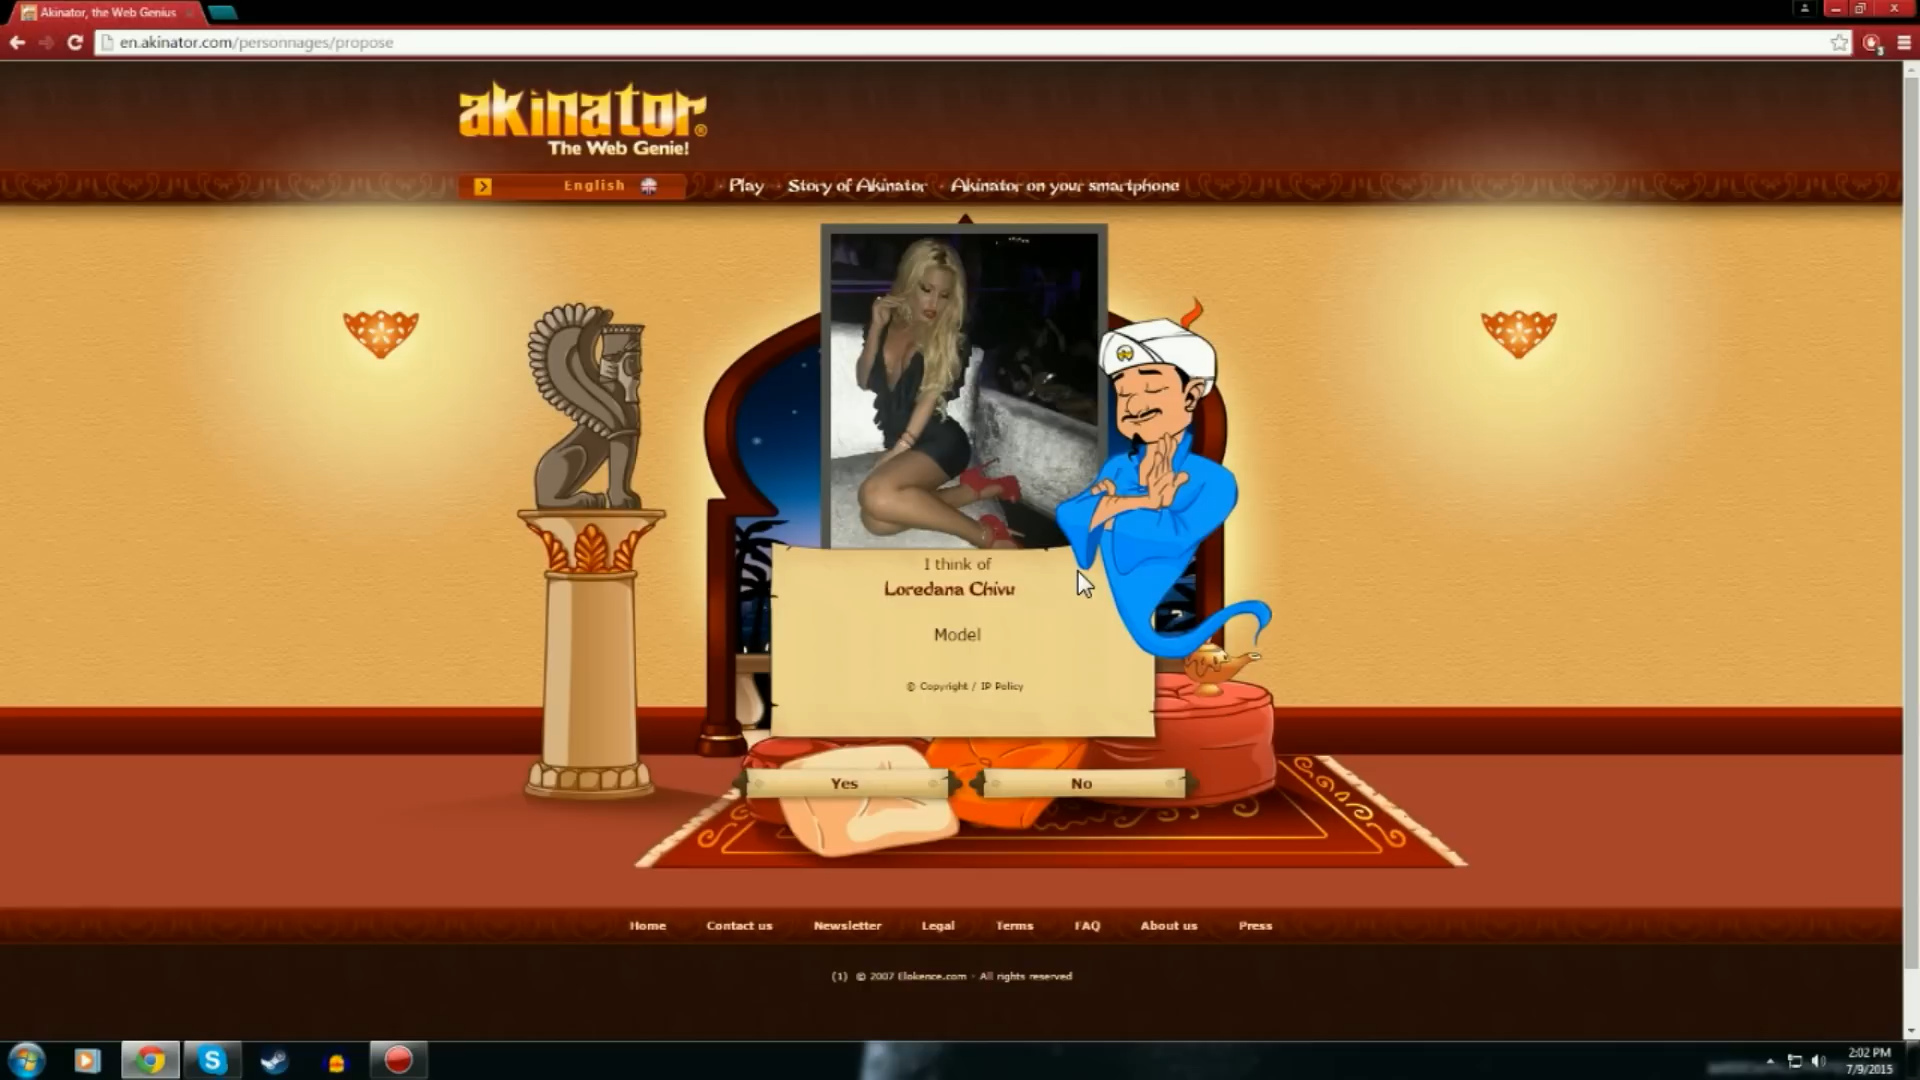 Akinator, the Web Genius
en.akinator.com/personnages/propose
3
akinator®
The Web Genie!
English
Play
Story of Akinator
Akinator on your smartphone
I think of
Loredana Chivu
Model
© Copyright / IP Policy
Yes
No
Home
Contact us
Newsletter
Legal
Terms
FAQ
About us
Press
(1) © 2007 Elokence.com - All rights reserved
2:02 PM
7/9/2015